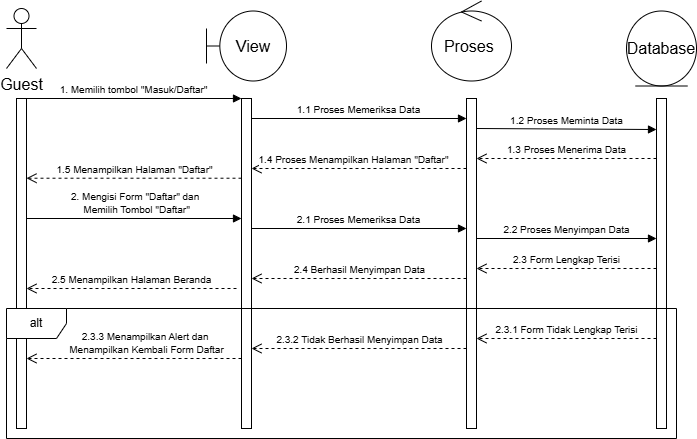 Guest
View
Proses
Database
1. Memilih tombol "Masuk/Daftar"
1.1 Proses Memeriksa Data
1.2 Proses Meminta Data
1.3 Proses Menerima Data
1.4 Proses Menampilkan Halaman "Daftar"
1.5 Menampilkan Halaman "Daftar"
2. Mengisi Form "Daftar" dan
Memilih Tombol "Daftar"
2.1 Proses Memeriksa Data
2.2 Proses Menyimpan Data
2.3 Form Lengkap Terisi
2.4 Berhasil Menyimpan Data
2.5 Menampilkan Halaman Beranda
alt
2.3.1 Form Tidak Lengkap Terisi
2.3.2 Tidak Berhasil Menyimpan Data
2.3.3 Menampilkan Alert dan
Menampilkan Kembali Form Daftar